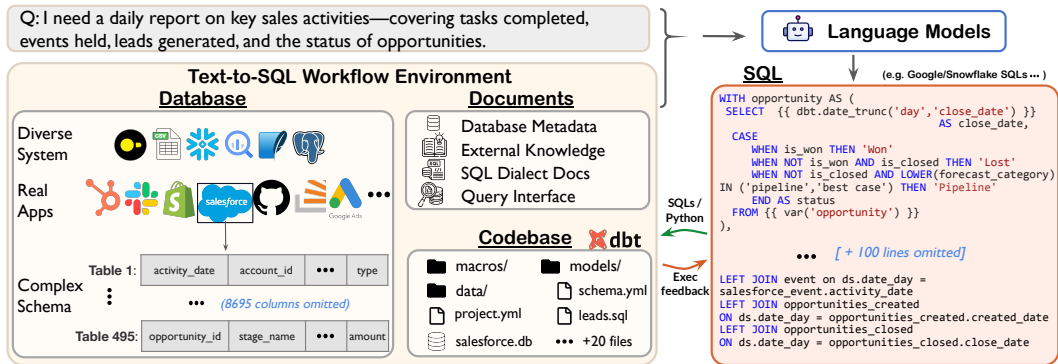 Q: I need a daily report on key sales activities—covering tasks completed,
events held, leads generated, and the status of opportunities.
Language Models
Text-to-SQL Workflow Environment
Database
Diverse
System
CSV
Real
Apps
salesforce
Google Ads
•••
Complex
Schema
Table 1:
activity_date
account_id
•••
type
••• (8695 columns omitted)
Table 495:
opportunity_id
stage_name
•••
amount
Documents
Database Metadata
External Knowledge
SQL Dialect Docs
Query Interface
Codebase
dbt
macros/
models/
data/
schema.yml
project.yml
leads.sql
salesforce.db
••• +20 files
SQLs /
Python
Exec
feedback
SQL
(e.g. Google/Snowflake SQLs ••• )
WITH opportunity AS (
SELECT {{ dbt.date_trunc('day','close_date') }}
AS close_date,
CASE
WHEN is_won THEN 'Won'
WHEN NOT is_won AND is_closed THEN 'Lost'
WHEN NOT is_closed AND LOWER(forecast_category)
IN ('pipeline','best case') THEN 'Pipeline'
END AS status
FROM {{ var('opportunity') }}
),
••• [ + 100 lines omitted]
LEFT JOIN event on ds.date_day =
salesforce_event.activity_date
LEFT JOIN opportunities_created
ON ds.date_day = opportunities_created.created_date
LEFT JOIN opportunities_closed
ON ds.date_day = opportunities_closed.close_date